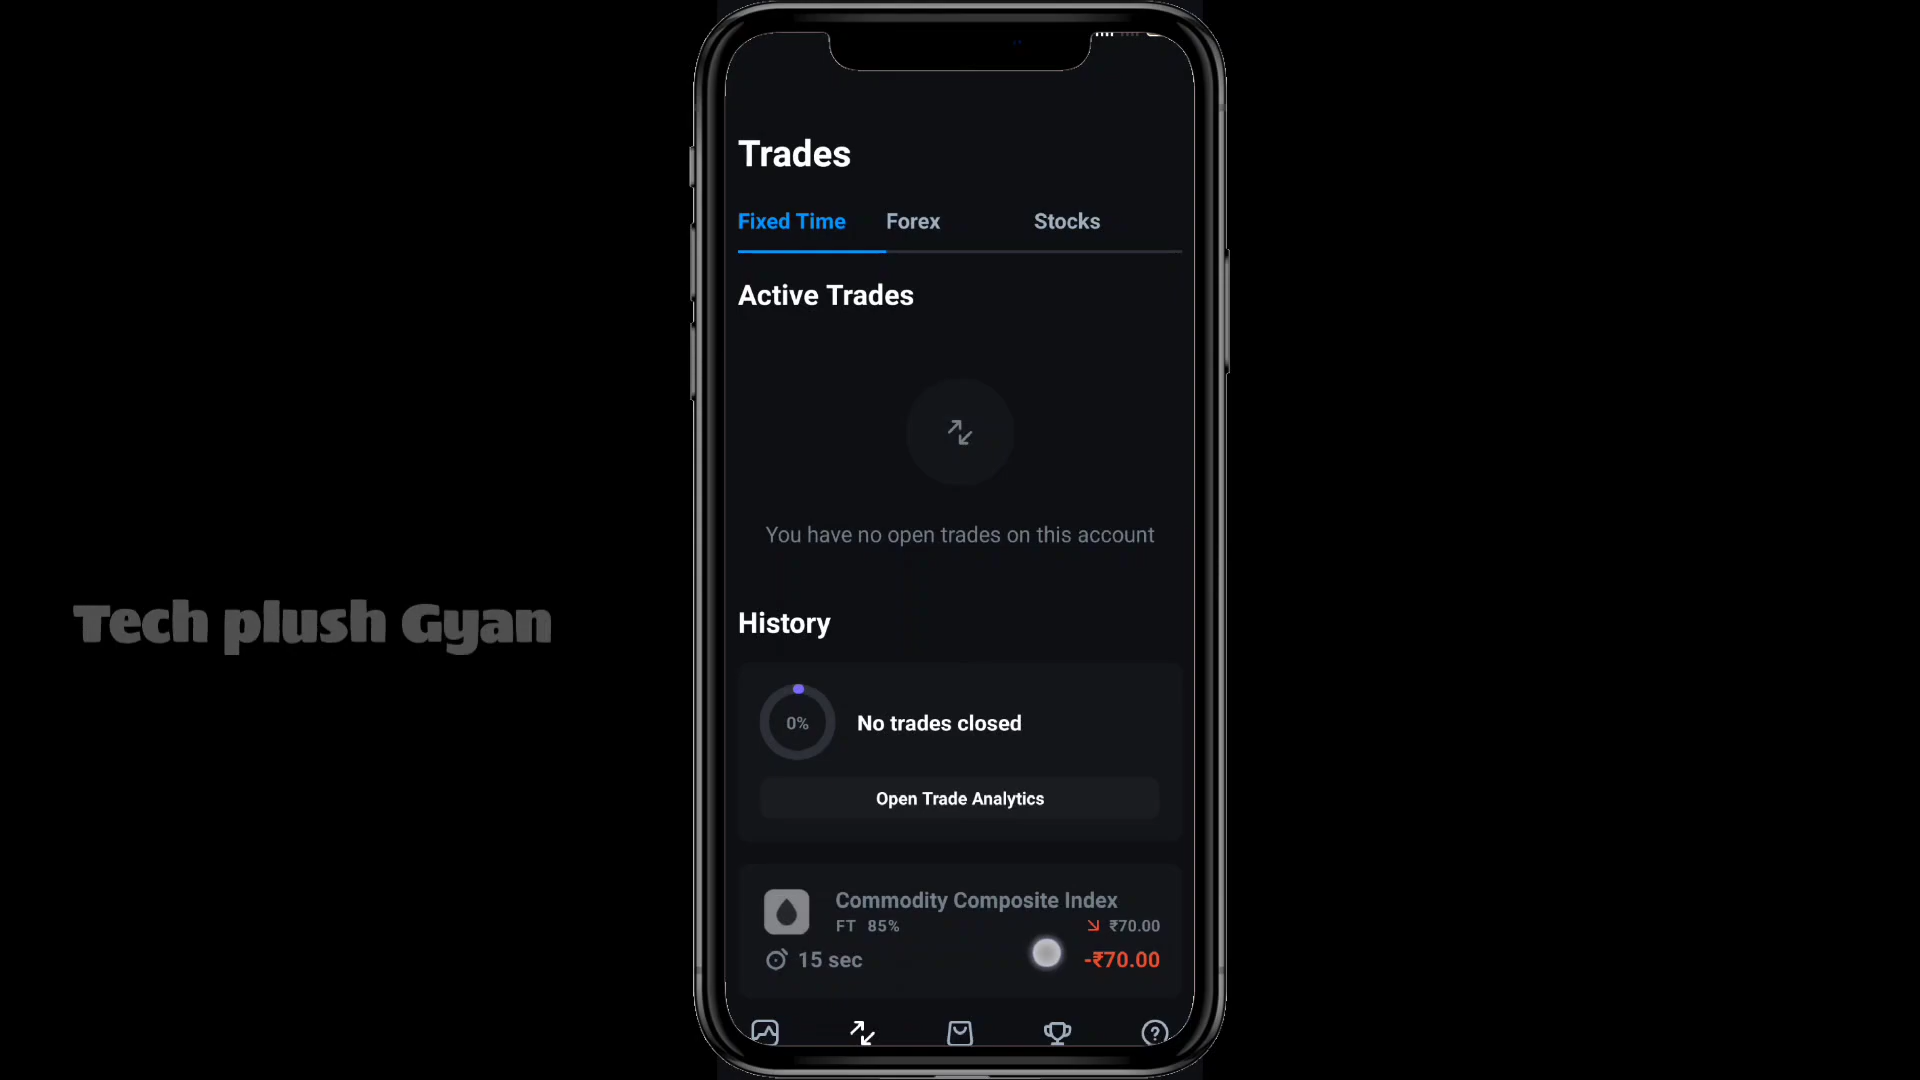 Trades
Fixed Time Forex Stocks
Active Trades
You have no open trades on this account
Tech plush Gyan
History
0% No trades closed
Open Trade Analytics
Commodity Composite Index
FT 85% ₹70.00
15 sec -₹70.00